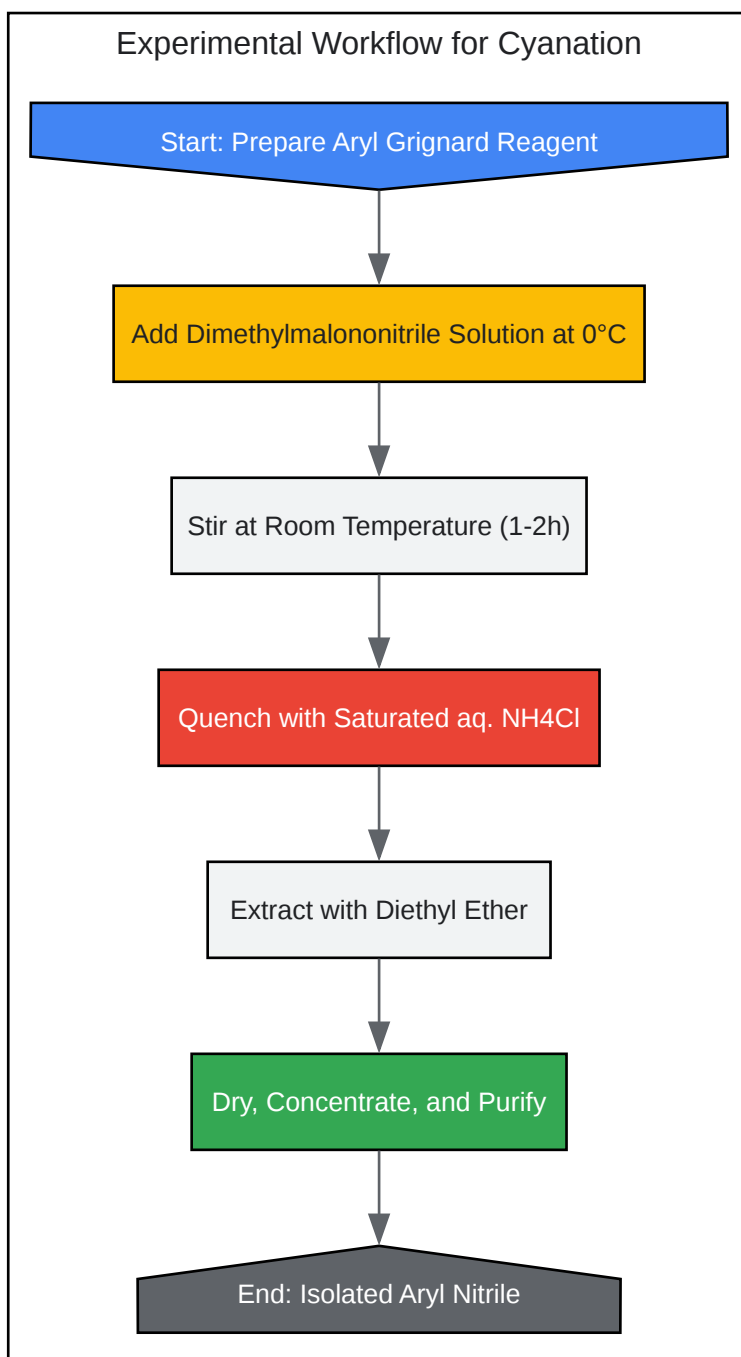 Experimental Workflow for Cyanation
Start: Prepare Aryl Grignard Reagent
Add Dimethylmalononitrile Solution at 0°C
Stir at Room Temperature (1-2h)
Quench with Saturated aq. NH4Cl
Extract with Diethyl Ether
Dry, Concentrate, and Purify
End: Isolated Aryl Nitrile